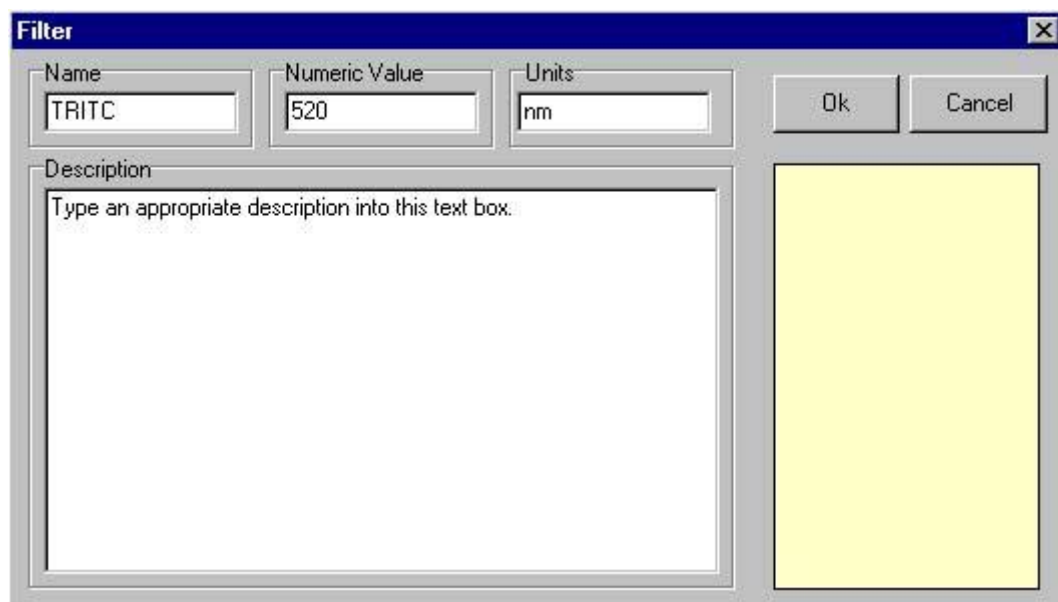 Filter
Name
Numeric Value
Units
TRITC
520
nm
Ok
Cancel
Description
Type an appropriate description into this text box.